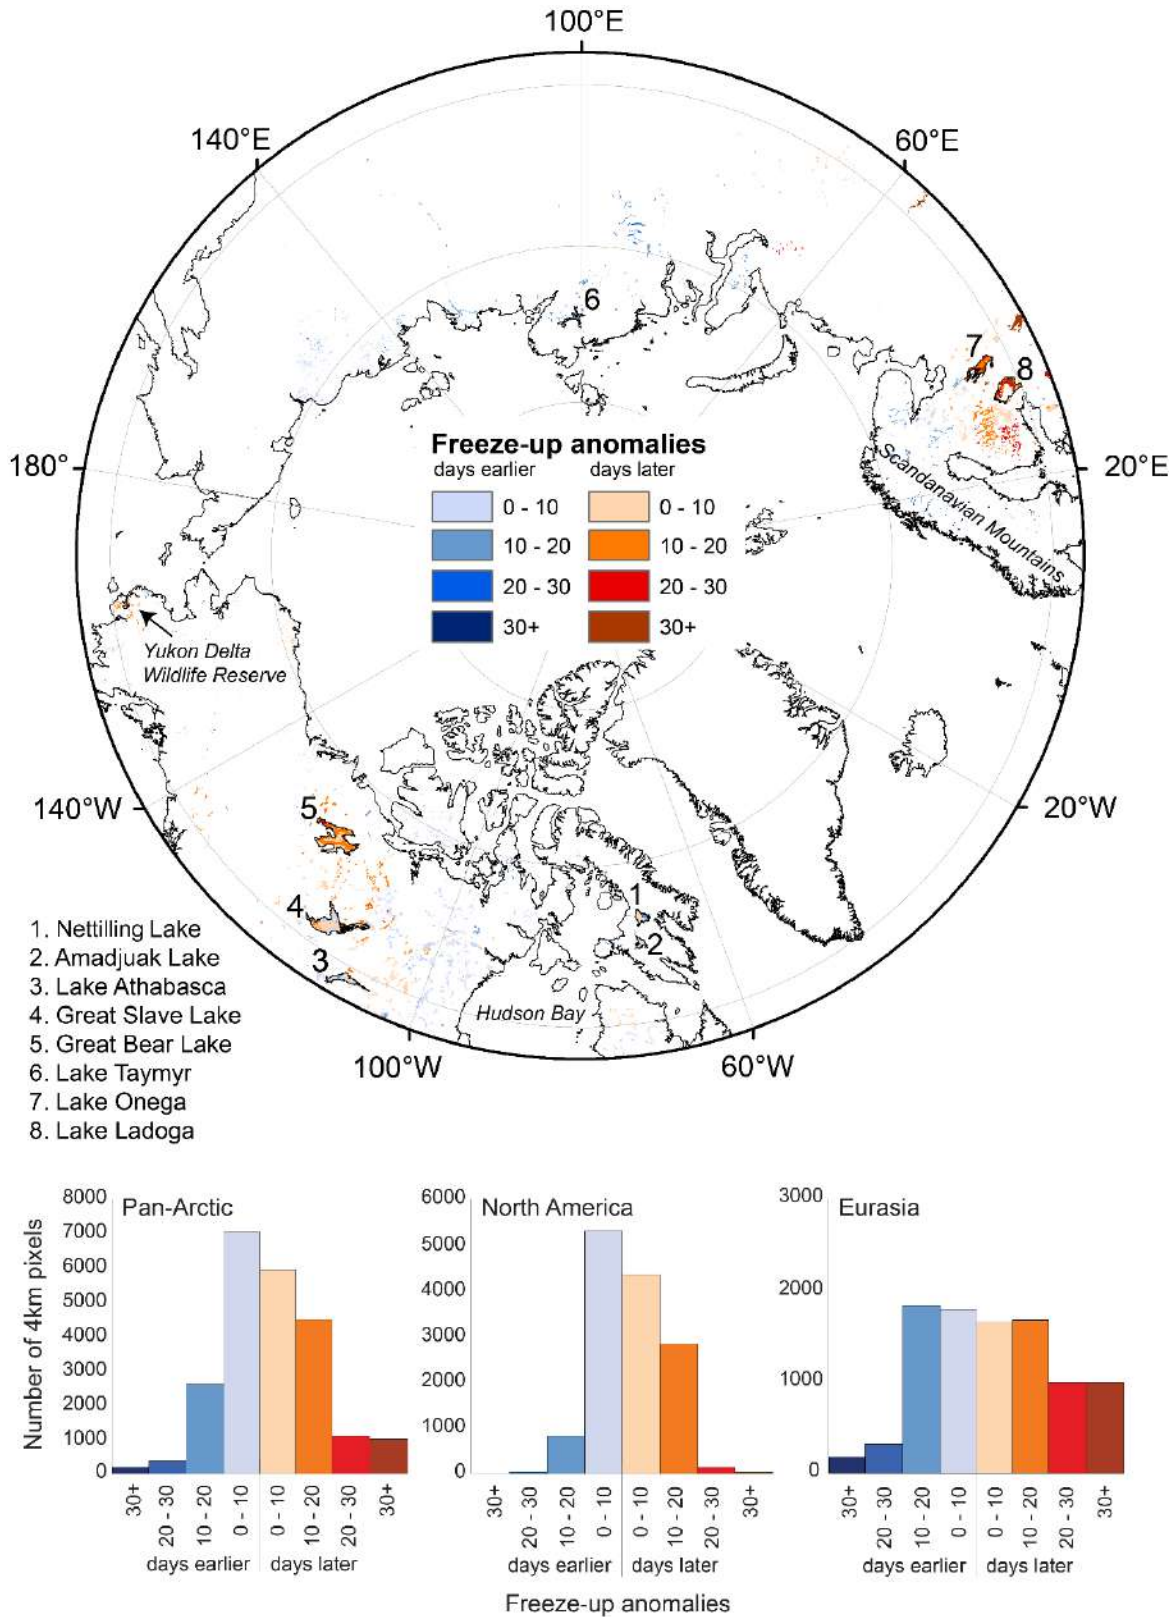 100°E
140°E
60°E
6
7
8
Freeze-up anomalies
days earlier days later
0 - 10 0 - 10
10 - 20 10 - 20
20 - 30 20 - 30
30+ 30+
Scandanavian Mountains
180°
20°E
Yukon Delta
Wildlife Reserve
140°W
20°W
5
4
3
1
2
Hudson Bay
100°W
60°W
1. Nettilling Lake
2. Amadjuak Lake
3. Lake Athabasca
4. Great Slave Lake
5. Great Bear Lake
6. Lake Taymyr
7. Lake Onega
8. Lake Ladoga
Number of 4km pixels
Pan-Arctic
8000
7000
6000
5000
4000
3000
2000
1000
0
30+
20 - 30
10 - 20
0 - 10
0 - 10
10 - 20
20 - 30
30+
days earlier days later
North America
6000
5000
4000
3000
2000
1000
0
30+
20 - 30
10 - 20
0 - 10
0 - 10
10 - 20
20 - 30
30+
days earlier days later
Eurasia
3000
2000
1000
0
30+
20 - 30
10 - 20
0 - 10
0 - 10
10 - 20
20 - 30
30+
days earlier days later
Freeze-up anomalies